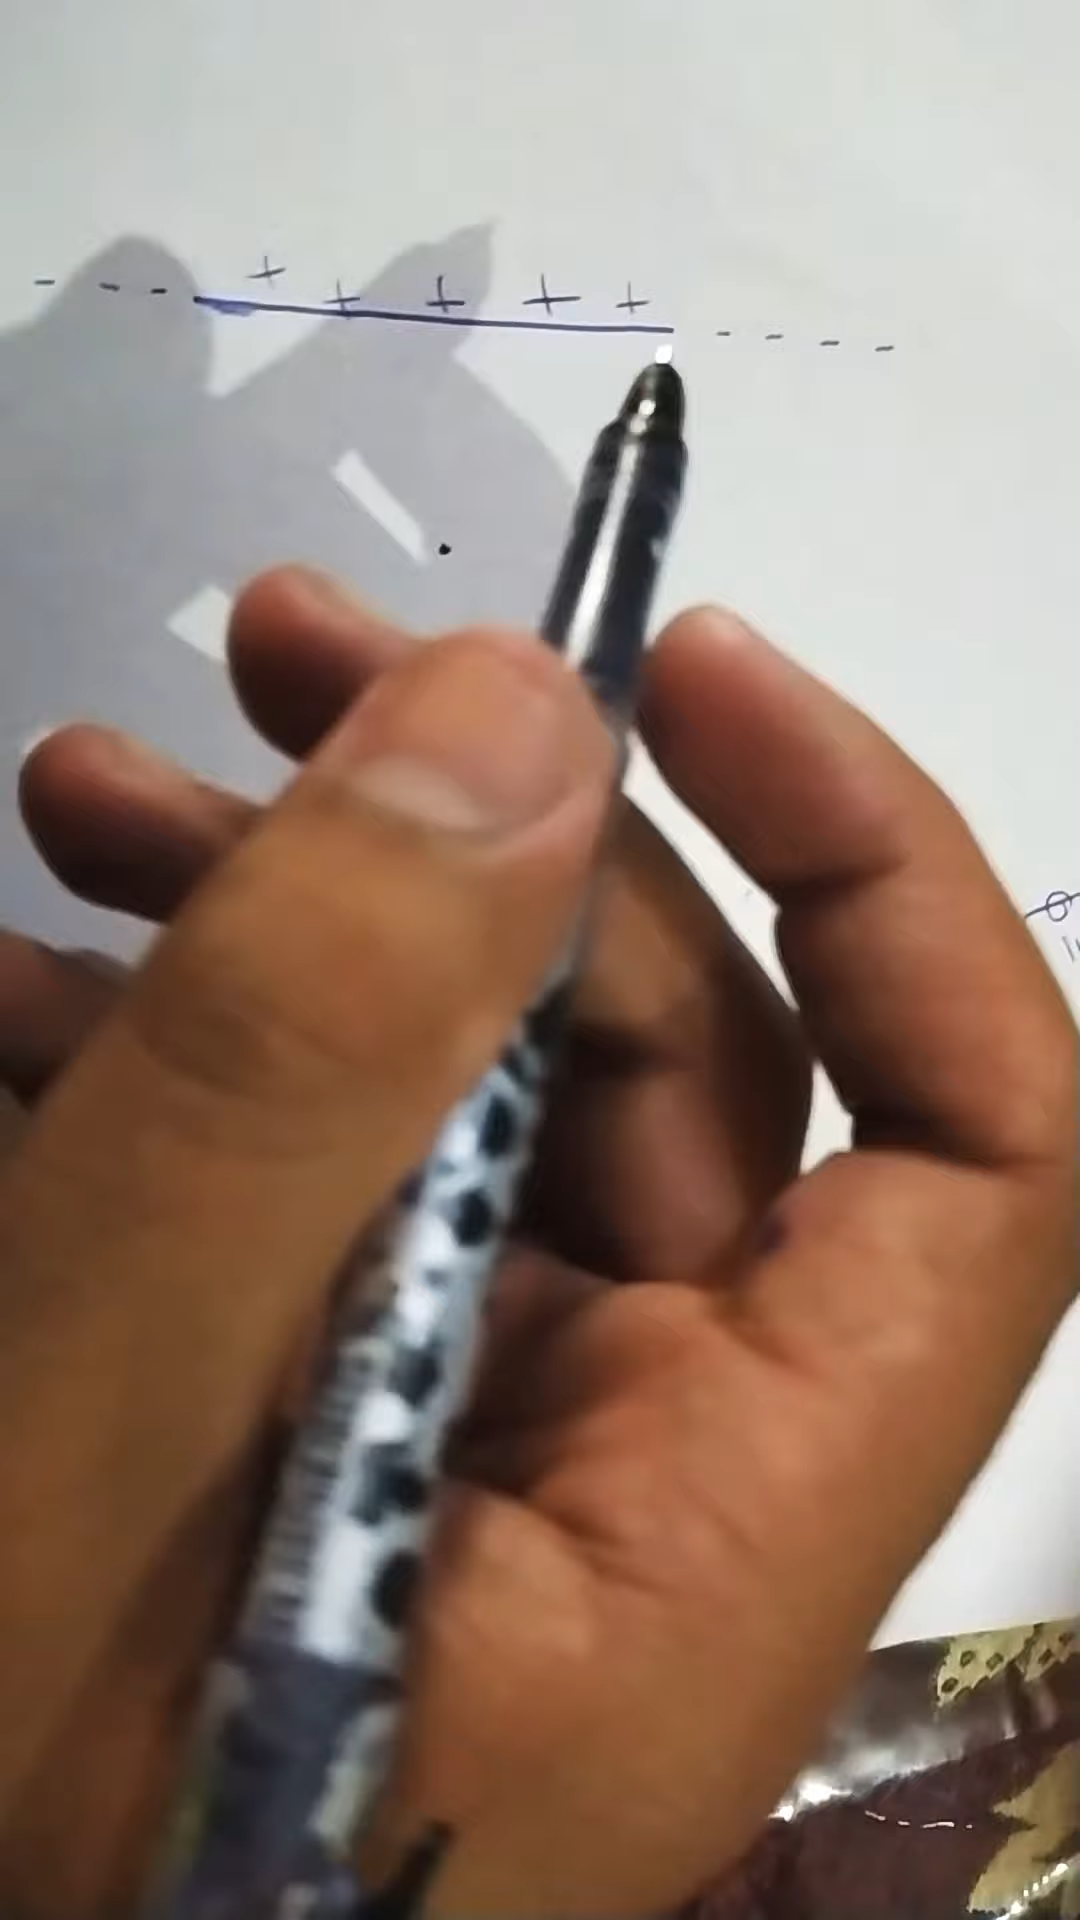 - - - + + + + + - - - -